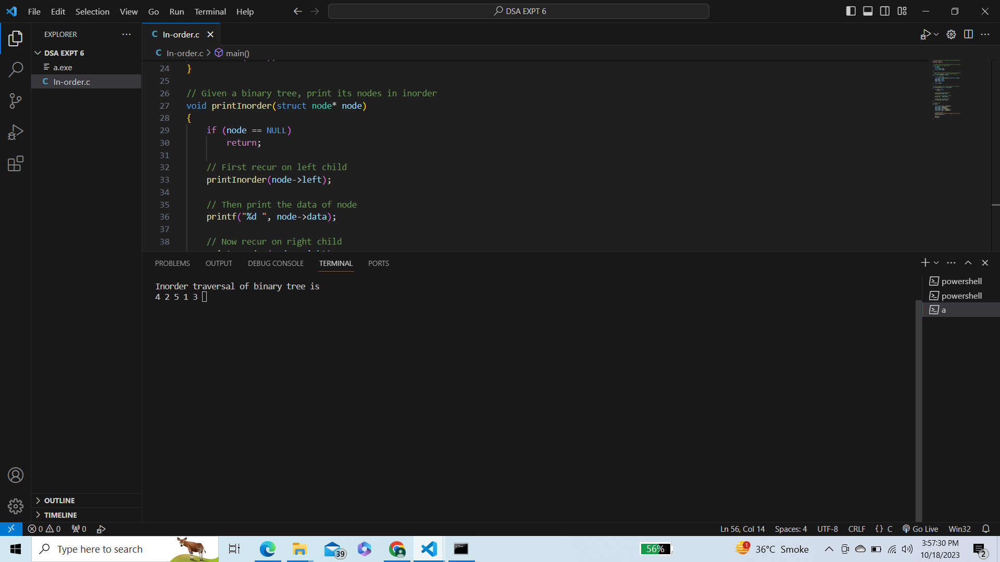 File Edit Selection View Go Run Terminal Help
DSA EXPT 6
EXPLORER
DSA EXPT 6
a.exe
C In-order.c
C In-order.c
C In-order.c > main()
24 }
25
26 // Given a binary tree, print its nodes in inorder
27 void printInorder(struct node* node)
28 {
29 if (node == NULL)
30 return;
31
32 // First recur on left child
33 printInorder(node->left);
34
35 // Then print the data of node
36 printf("%d ", node->data);
37
38 // Now recur on right child
PROBLEMS OUTPUT DEBUG CONSOLE TERMINAL PORTS
Inorder traversal of binary tree is
4 2 5 1 3
powershell
powershell
a
OUTLINE
TIMELINE
0 0 0
Ln 56, Col 14 Spaces: 4 UTF-8 CRLF {} C Go Live Win32
Type here to search
39
56%
1
36°C Smoke
3:57:30 PM
10/18/2023
2